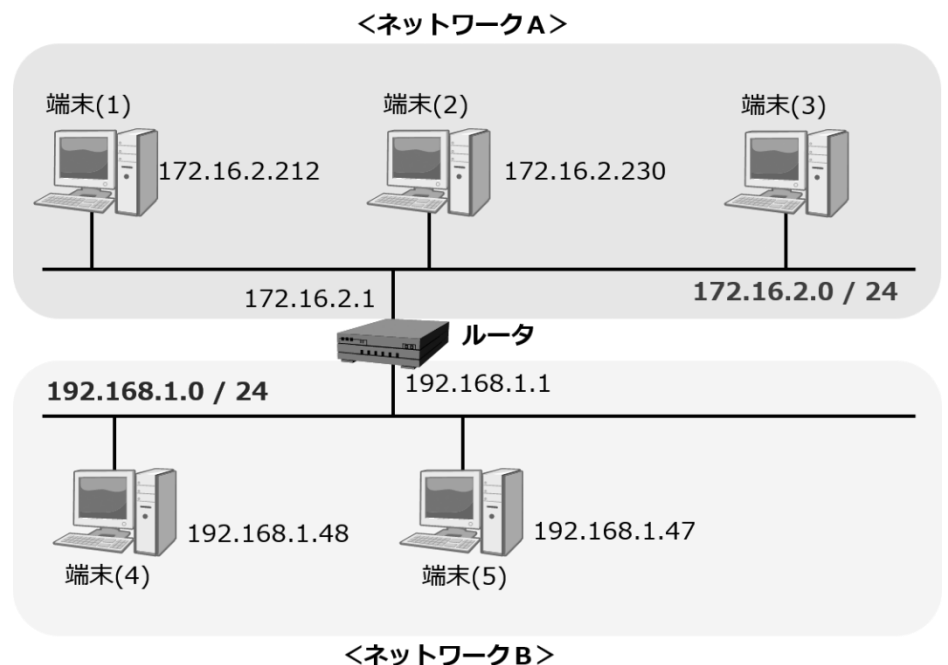 ＜ネットワークA＞
端末(1)
端末(2)
端末(3)
172.16.2.212
172.16.2.230
172.16.2.1
172.16.2.0 / 24
ルータ
192.168.1.0 / 24
192.168.1.1
192.168.1.48
192.168.1.47
端末(4)
端末(5)
＜ネットワークB＞